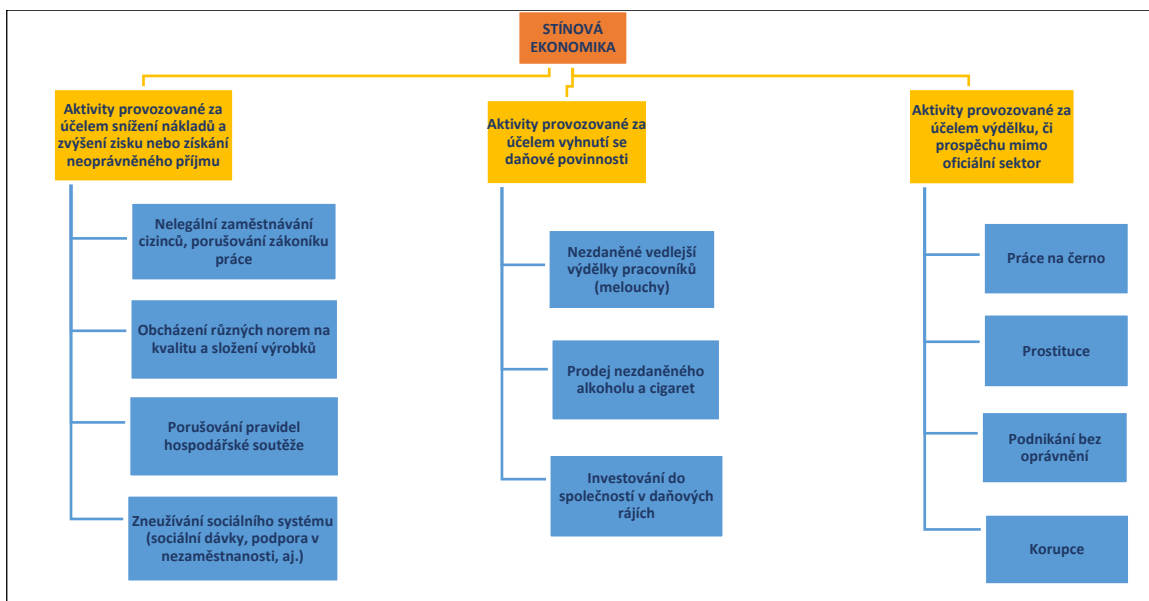 STÍNOVÁ
EKONOMIKA
Aktivity provozované za
účelem snížení nákladů a
zvýšení zisku nebo získání
neoprávněného příjmu
Nelegální zaměstnávání
cizinců, porušování zákoníku
práce
Obcházení různých norem na
kvalitu a složení výrobků
Porušování pravidel
hospodářské soutěže
Zneužívání sociálního systému
(sociální dávky, podpora v
nezaměstnanosti, aj.)
Aktivity provozované za
účelem vyhnutí se
daňové povinnosti
Nezdaněné vedlejší
výdělky pracovníků
(melouchy)
Prodej nezdaněného
alkoholu a cigaret
Investování do
společností v daňových
rájích
Aktivity provozované za
účelem výdělku, či
prospěchu mimo
oficiální sektor
Práce na černo
Prostituce
Podnikání bez
oprávnění
Korupce